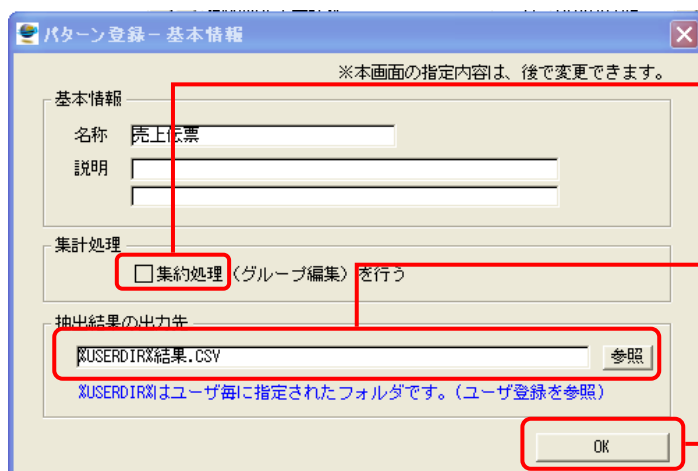 パターン登録－基本情報
※本画面の指定内容は、後で変更できます。
基本情報
名称 売上伝票
説明
集計処理
集約処理（グループ編集）を行う
抽出結果の出力先
%USERDIR%結果.CSV 参照
%USERDIR%はユーザ毎に指定されたフォルダです。（ユーザ登録を参照）
OK